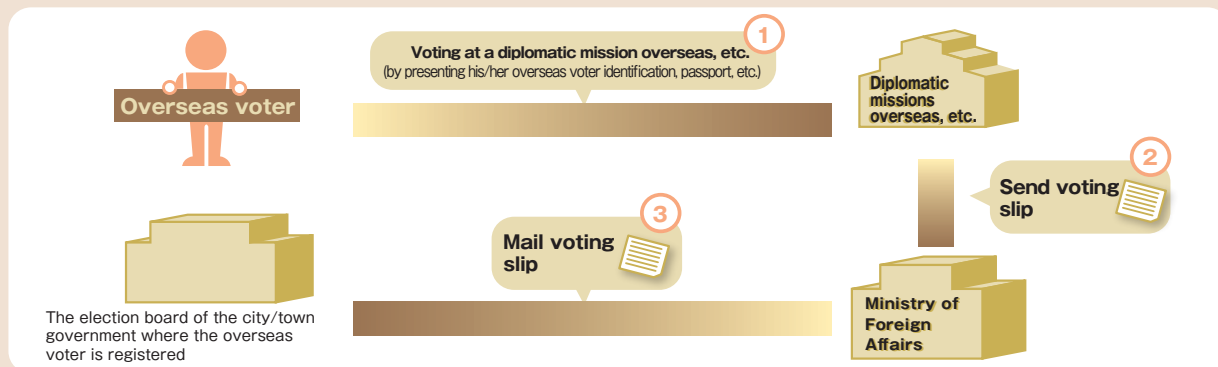 1
Voting at a diplomatic mission overseas, etc.
(by presenting his/her overseas voter identification, passport, etc.)
Overseas voter
Diplomatic
missions
overseas, etc.
2
Send voting
slip
3
Mail voting
slip
The election board of the city/town
government where the overseas
voter is registered
Ministry of
Foreign
Affairs